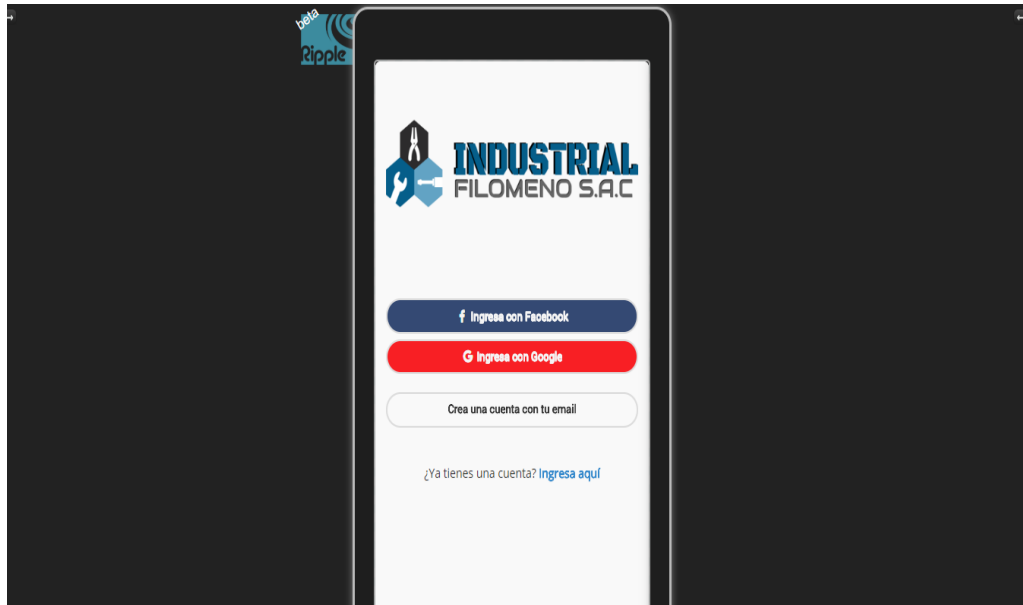 beta
Ripple
INDUSTRIAL
FILOMENO S.A.C
Ingresa con Facebook
Ingresa con Google
Crea una cuenta con tu email
¿Ya tienes una cuenta? Ingresa aquí